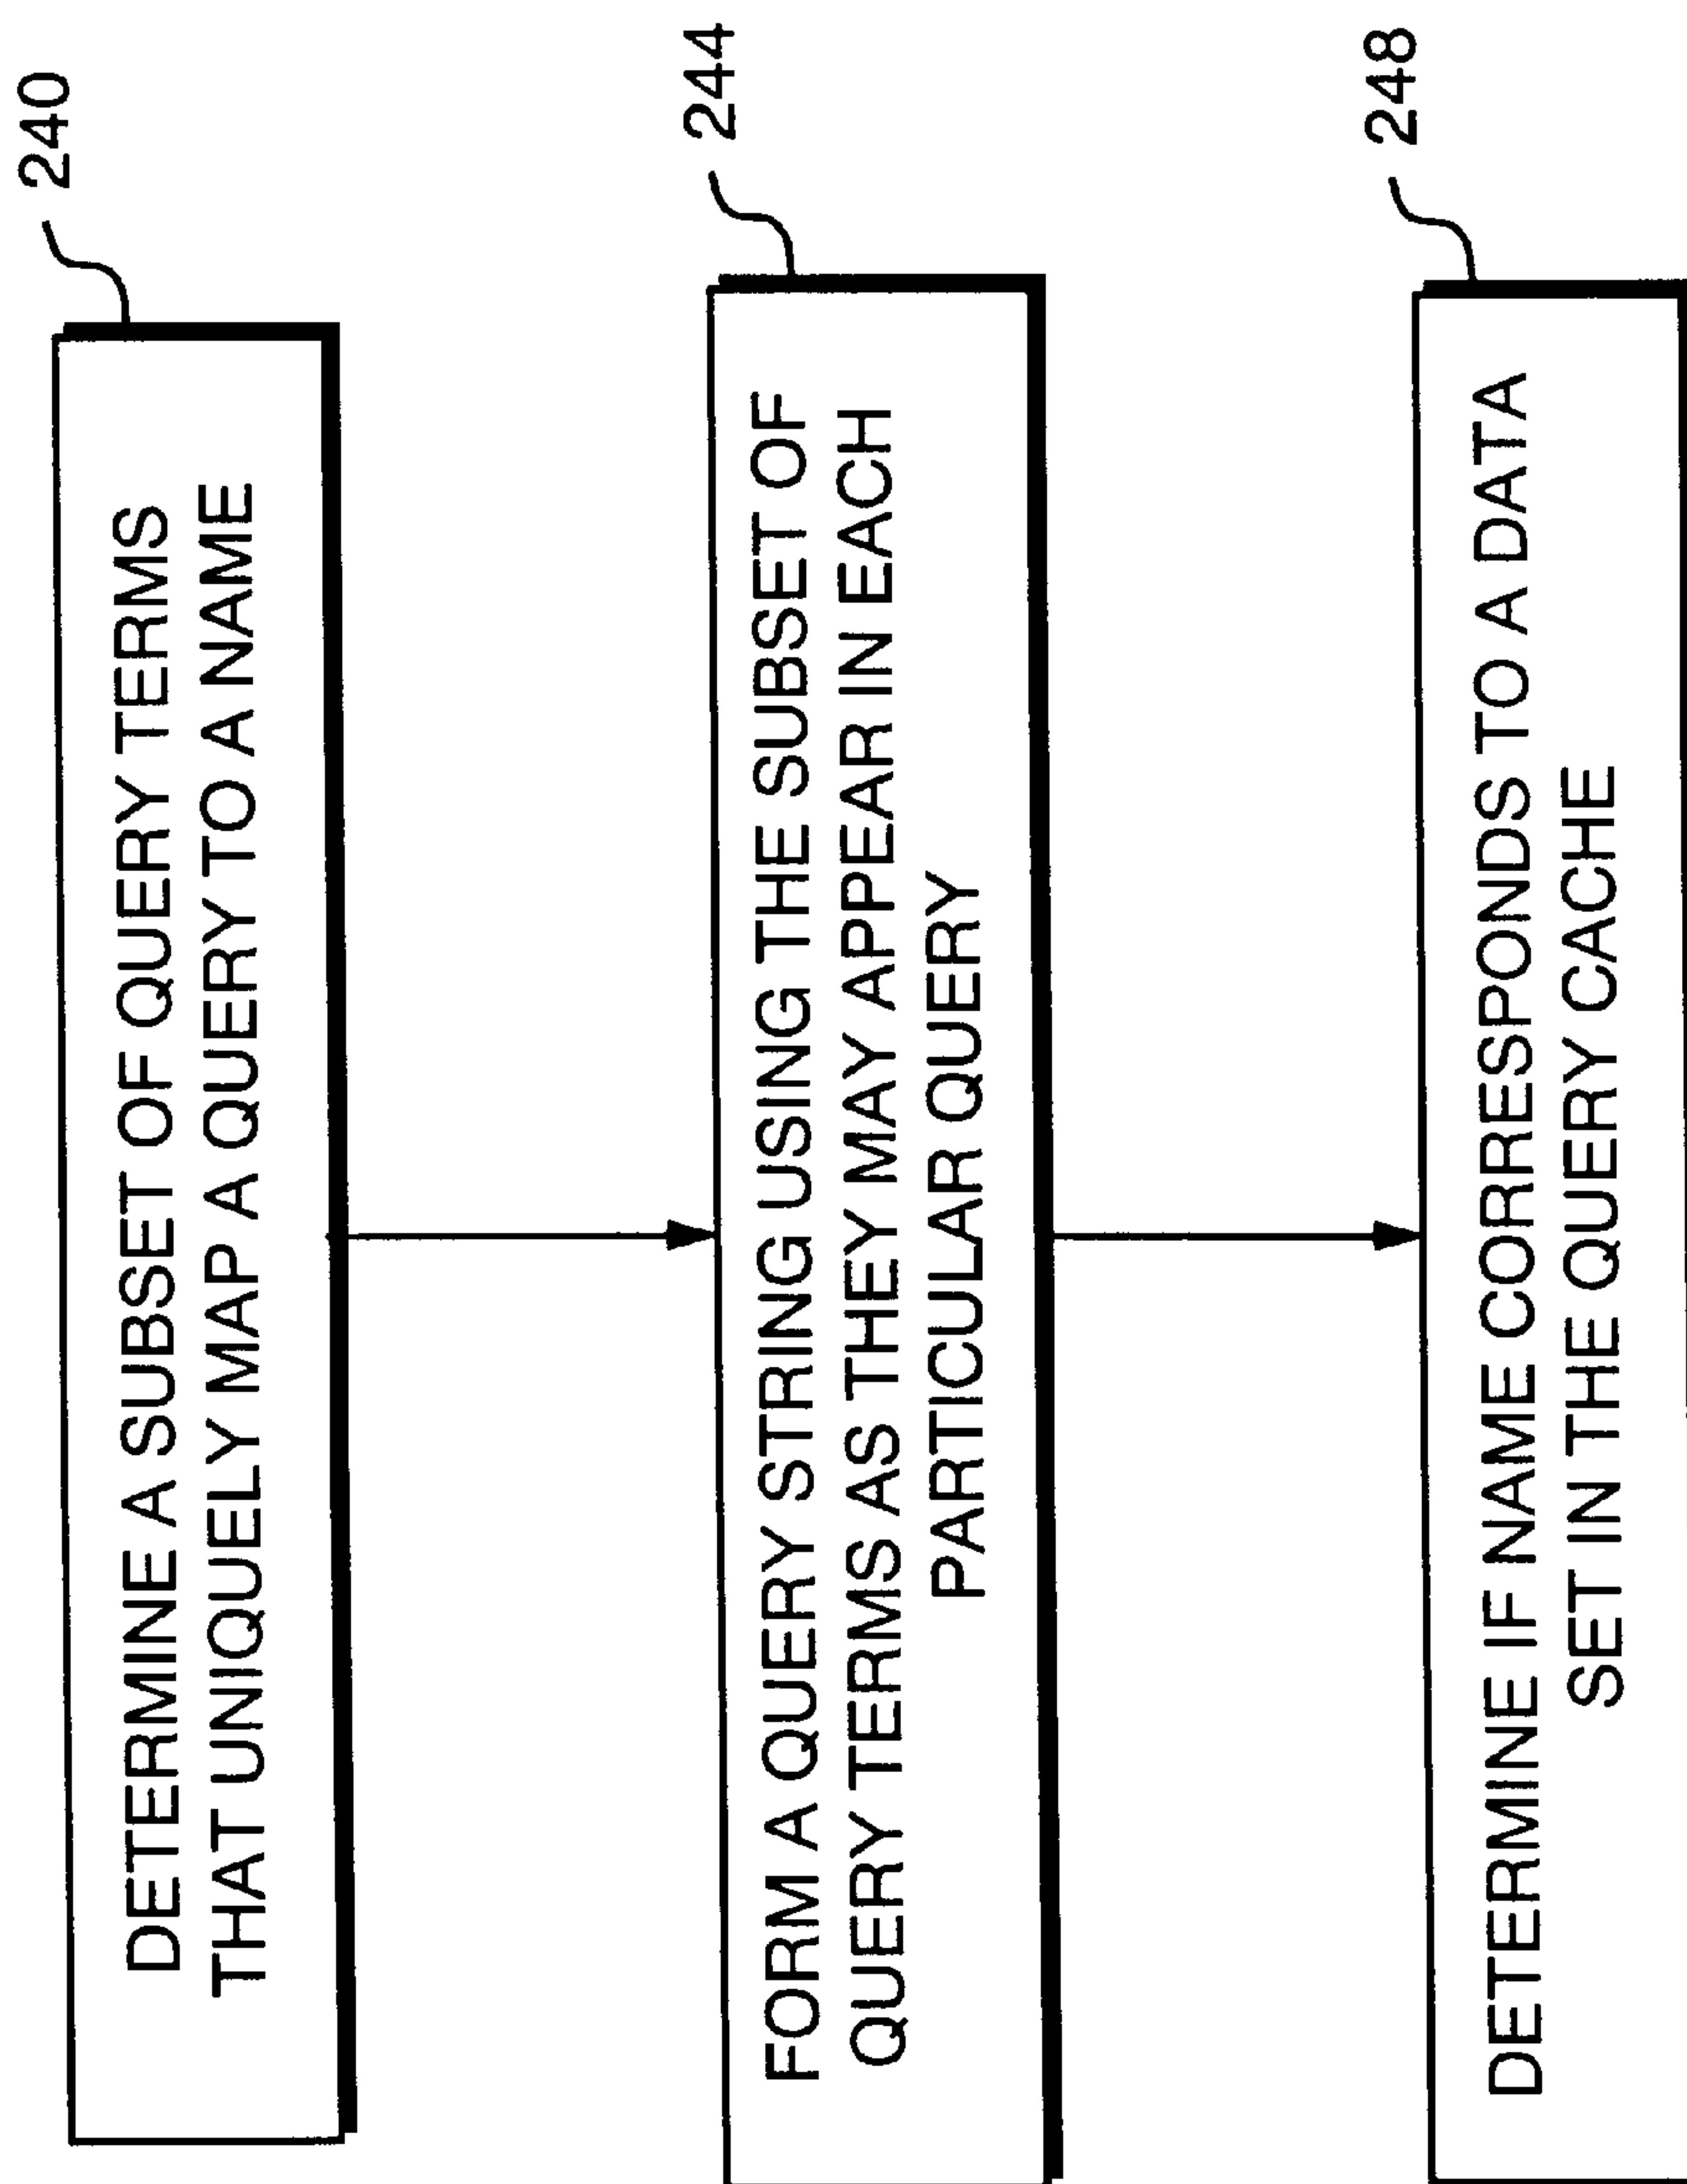 240
DETERMINE A SUBSET OF QUERY TERMS
THAT UNIQUELY MAP A QUERY TO A NAME
244
FORM A QUERY STRING USING THE SUBSET OF
QUERY TERMS AS THEY MAY APPEAR IN EACH
PARTICULAR QUERY
248
DETERMINE IF NAME CORRESPONDS TO A DATA
SET IN THE QUERY CACHE